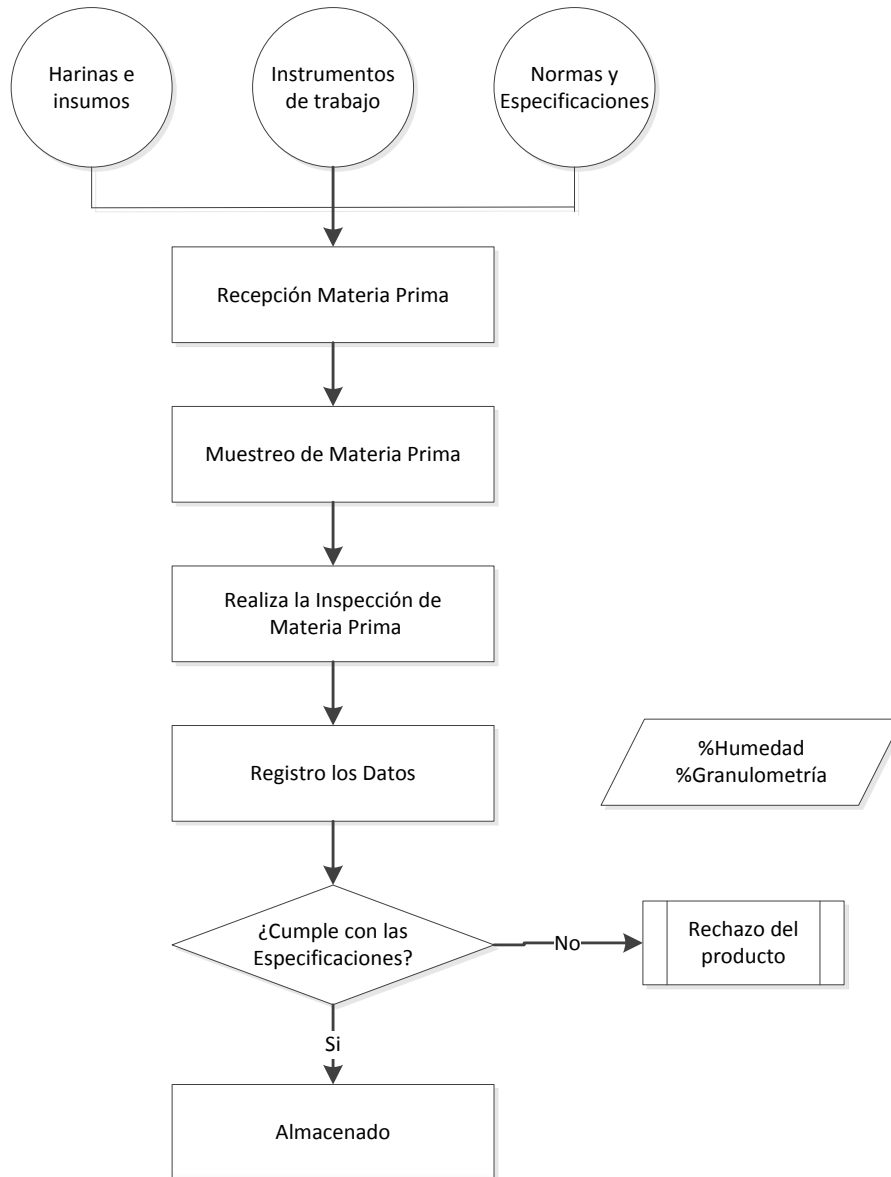 Harinas e
insumos
Instrumentos
de trabajo
Normas y
Especificaciones
Recepción Materia Prima
Muestreo de Materia Prima
Realiza la Inspección de
Materia Prima
Registro los Datos
%Humedad
%Granulometría
¿Cumple con las
Especificaciones?
No
Rechazo del
producto
Si
Almacenado